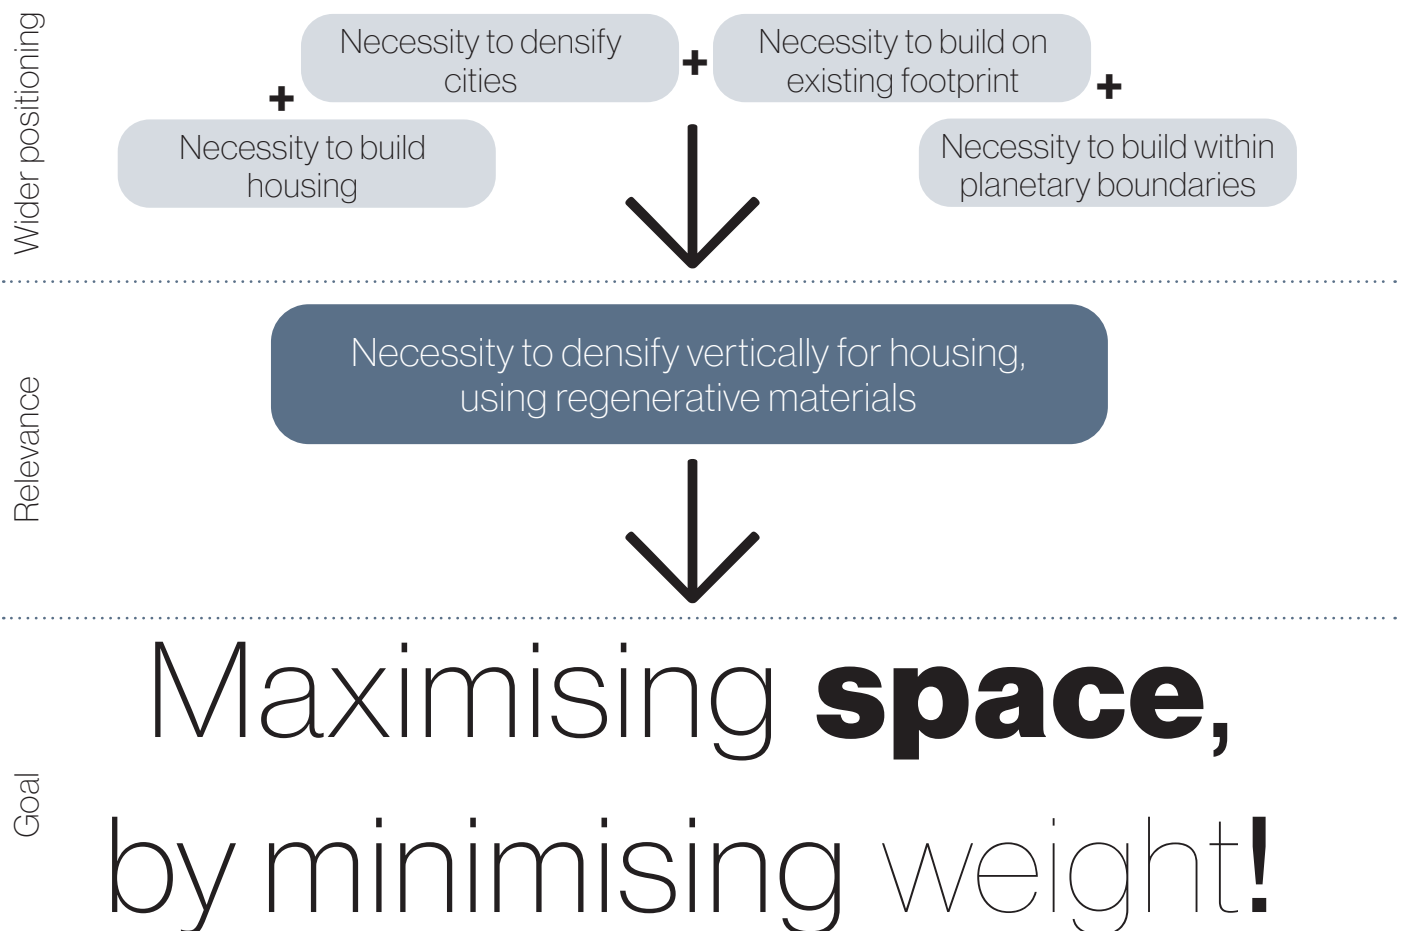 Wider positioning
Necessity to densify
cities
+
Necessity to build on
existing footprint
+
+
Necessity to build
housing
Necessity to build within
planetary boundaries
Relevance
Necessity to densify vertically for housing,
using regenerative materials
Goal
Maximising space,
by minimising weight!